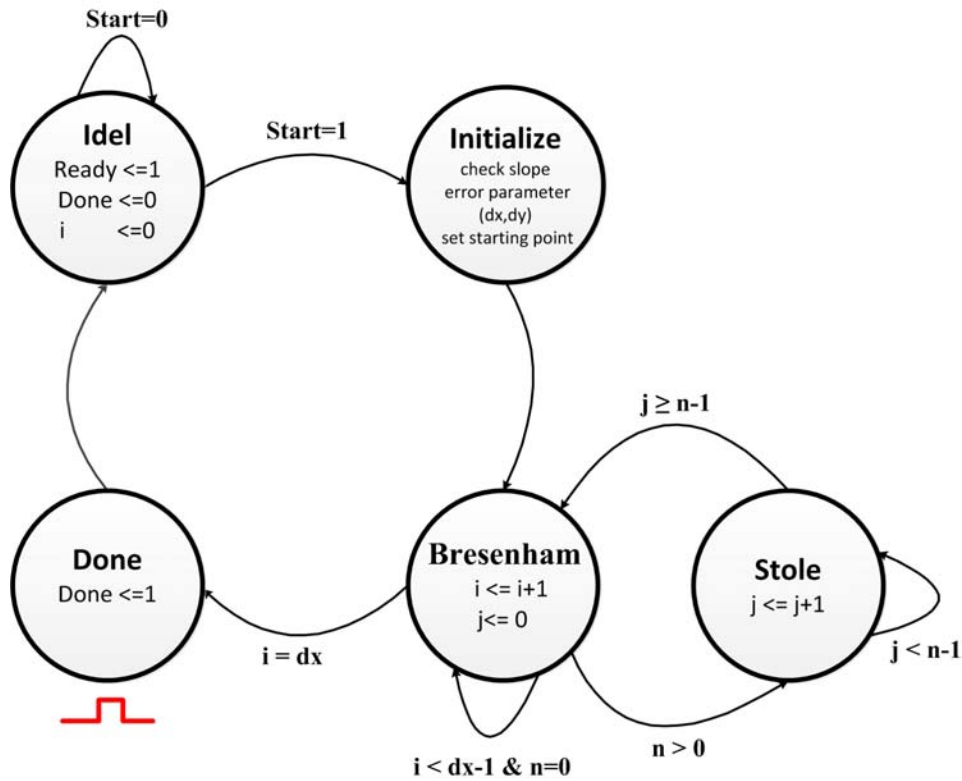 Start=0
Idel
Ready <=1
Done <=0
i <=0
Start=1
Initialize
check slope
error parameter
(dx,dy)
set starting point
j ≥ n-1
Done
Done <=1
i = dx
Bresenham
i <= i+1
j<= 0
Stole
j <= j+1
j < n-1
n > 0
i < dx-1 & n=0